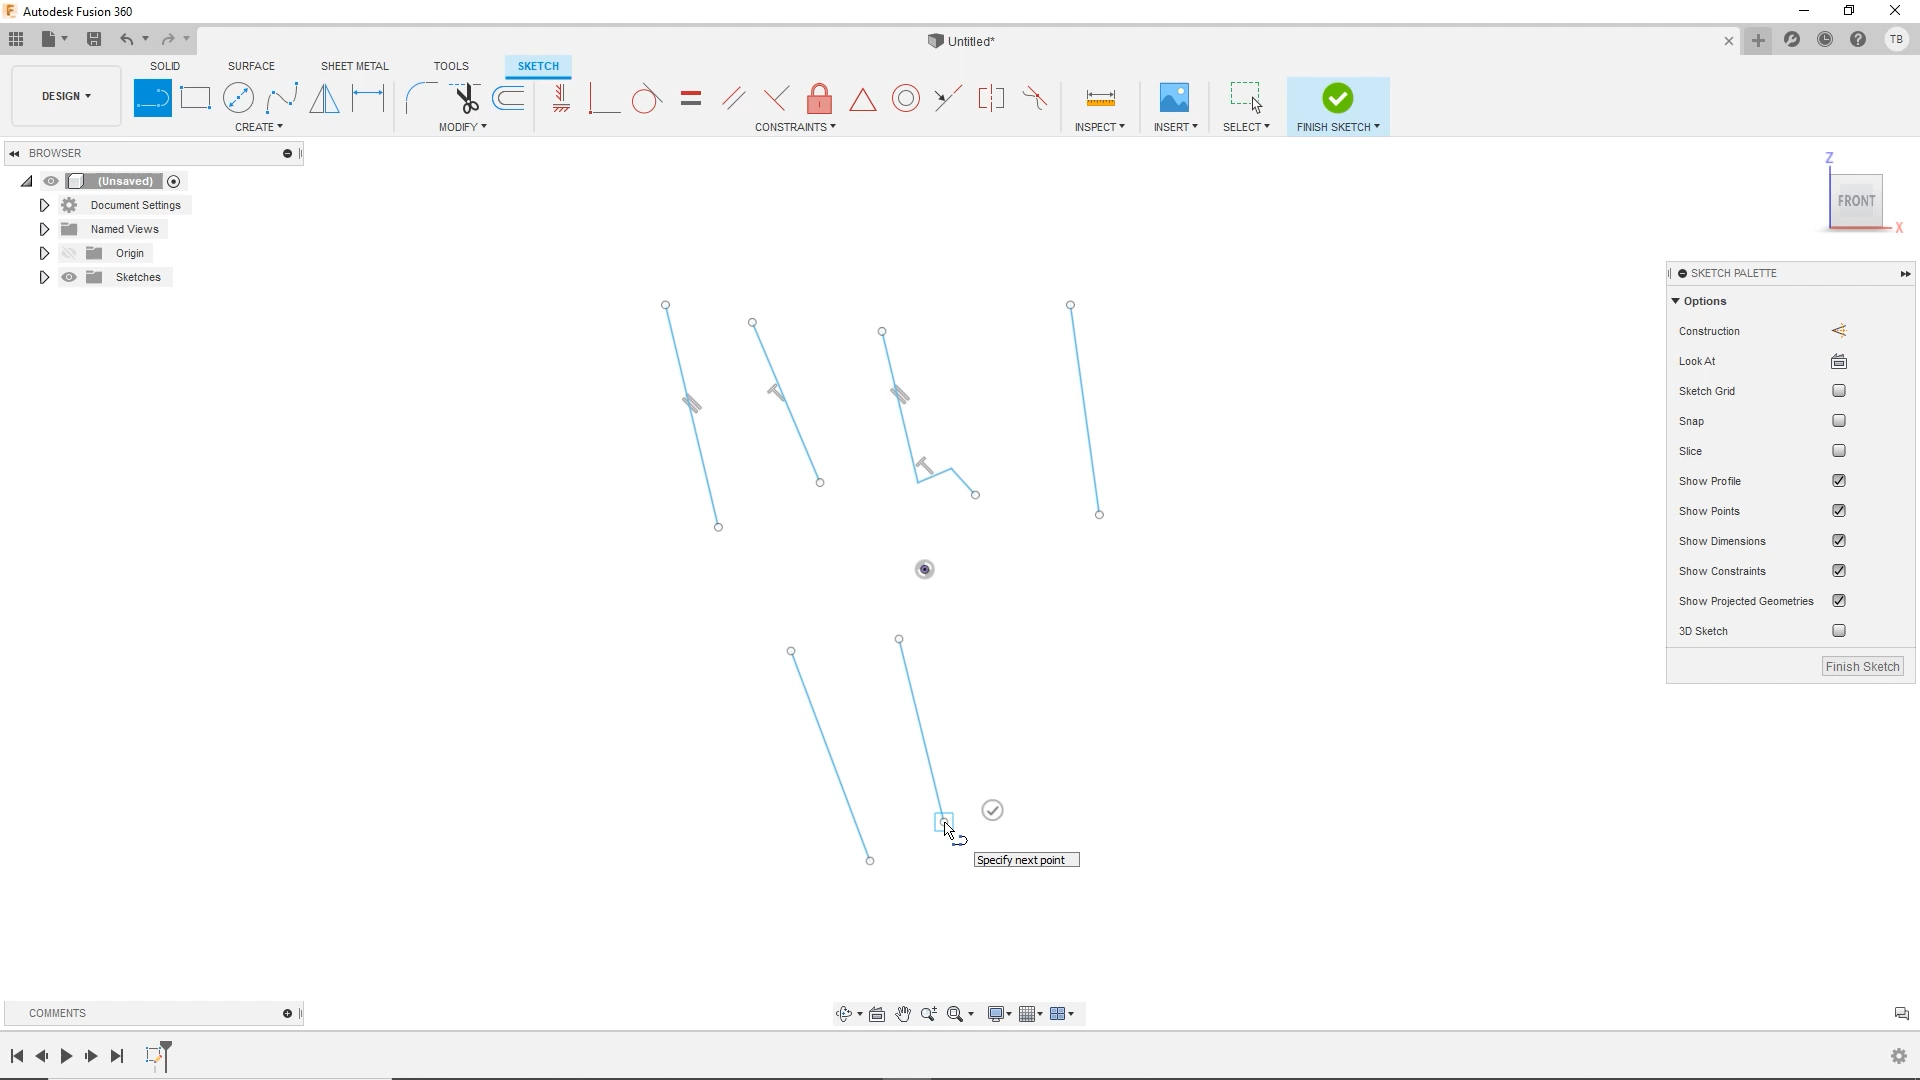 Autodesk Fusion 360
Untitled*
TB
DESIGN
SOLID
SURFACE
SHEET METAL
TOOLS
SKETCH
CREATE
MODIFY
CONSTRAINTS
INSPECT
INSERT
SELECT
FINISH SKETCH
BROWSER
(Unsaved)
Document Settings
Named Views
Origin
Sketches
Z
FRONT
X
SKETCH PALETTE
Options
Construction
Look At
Sketch Grid
Snap
Slice
Show Profile
Show Points
Show Dimensions
Show Constraints
Show Projected Geometries
3D Sketch
Finish Sketch
Specify next point
COMMENTS